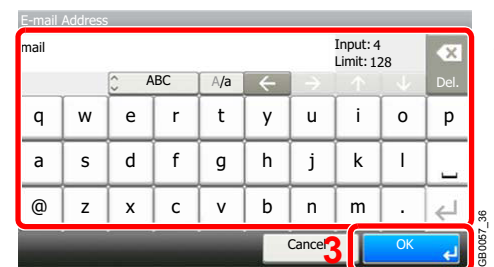 E-mail Address
mail
Input: 4
Limit: 128
ABC A/a ← → ↑ ↓ Del.
q w e r t y u i o p
a s d f g h j k l
@ z x c v b n m .
Cancel 3 OK
GB0057_36